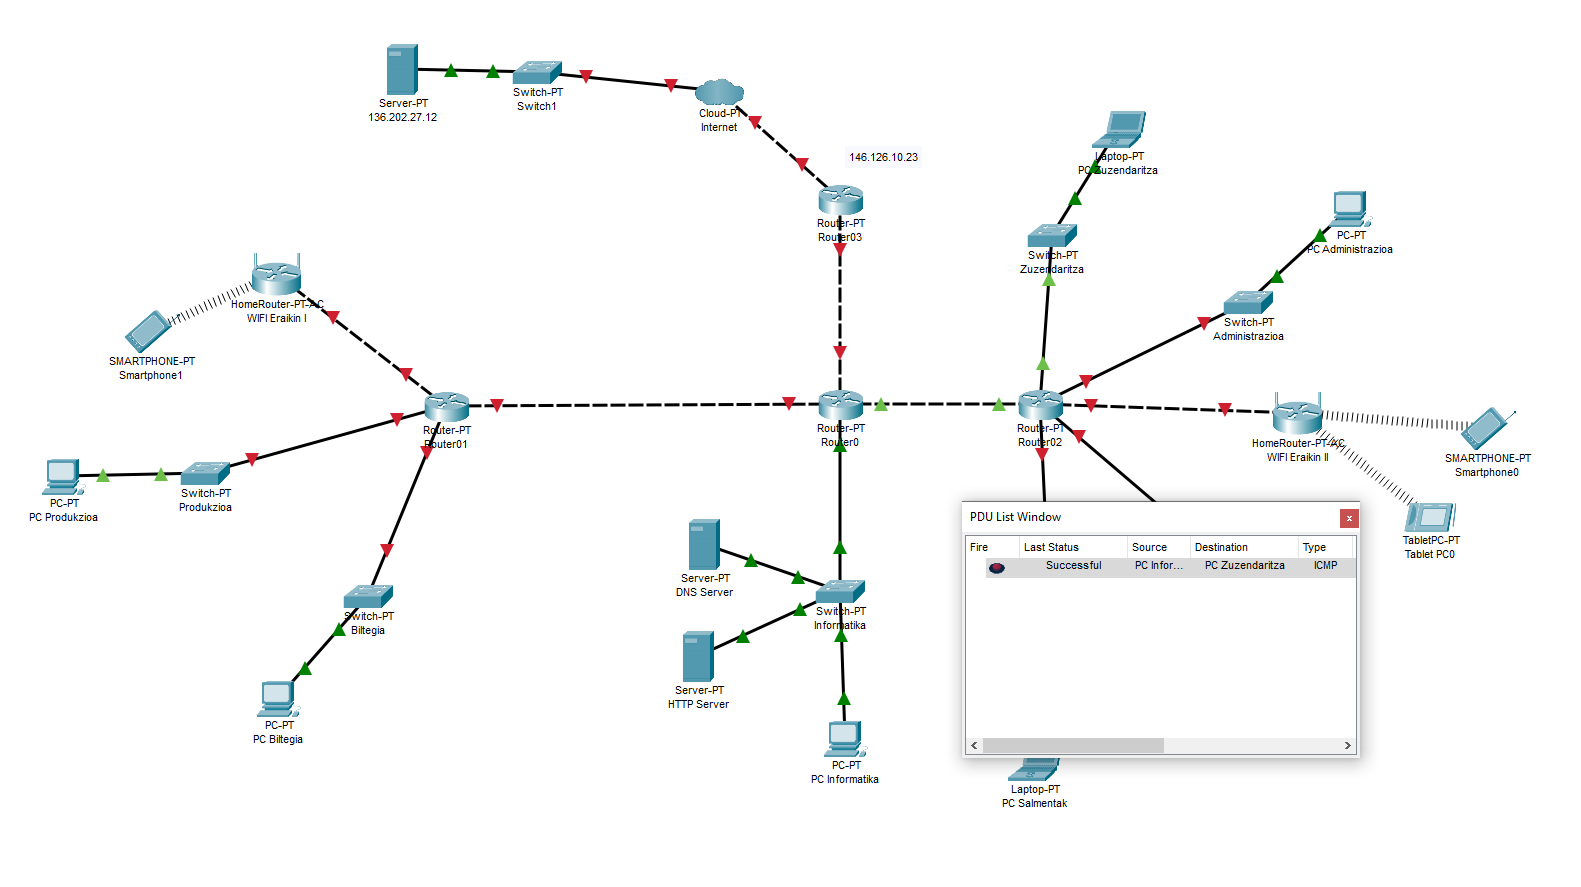 Server-PT
136.202.27.12
Switch-PT
Switch1
Cloud-PT
Internet
146.126.10.23
Router-PT
Router03
Laptop-PT
PC Zuzendaritza
Switch-PT
Zuzendaritza
PC-PT
PC Administrazioa
Switch-PT
Administrazioa
HomeRouter-PT-AC
WIFI Eraikin I
SMARTPHONE-PT
Smartphone1
Router-PT
Router01
Router-PT
Router0
Router-PT
Router02
HomeRouter-PT-AC
WIFI Eraikin II
SMARTPHONE-PT
Smartphone0
TabletPC-PT
Tablet PC0
PC-PT
PC Produkzioa
Switch-PT
Produkzioa
Switch-PT
Biltegia
PC-PT
PC Biltegia
Server-PT
DNS Server
Switch-PT
Informatika
Server-PT
HTTP Server
PC-PT
PC Informatika
PDU List Window
x
Fire Last Status Source Destination Type
Successful PC Infor... PC Zuzendaritza ICMP
Laptop-PT
PC Salmentak